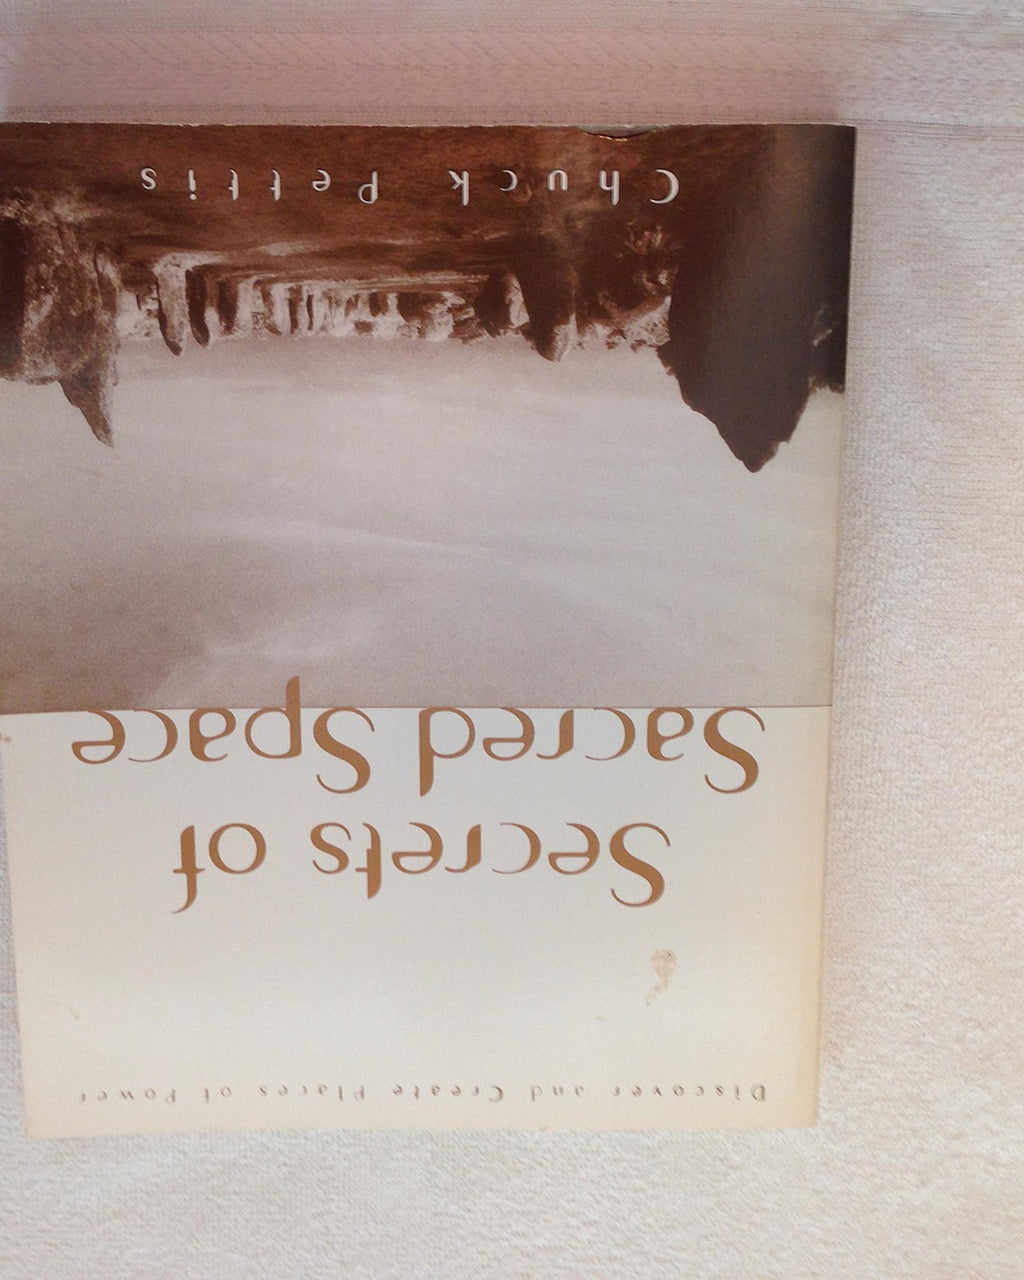 Discover and Create Places of Power
Secrets of
Sacred Space
Chuck Pettis